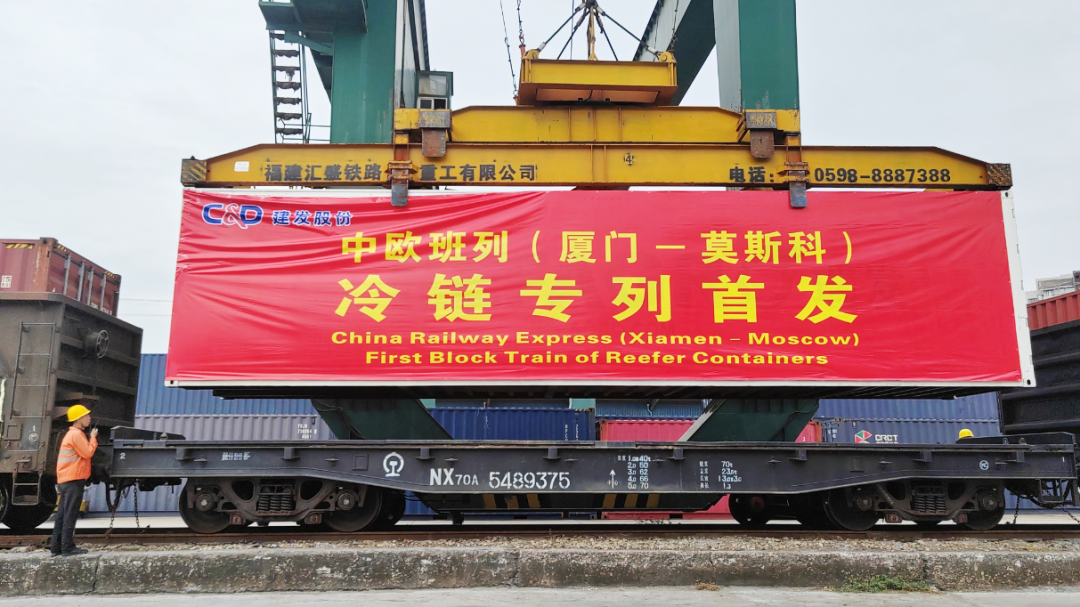 福建汇盛铁路 重工有限公司 电话: 0598-8887388
C&D 建发股份
中欧班列(厦门－莫斯科)
冷链专列首发
China Railway Express (Xiamen - Moscow)
First Block Train of Reefer Containers
CRCT
NX70A 5489375
70t